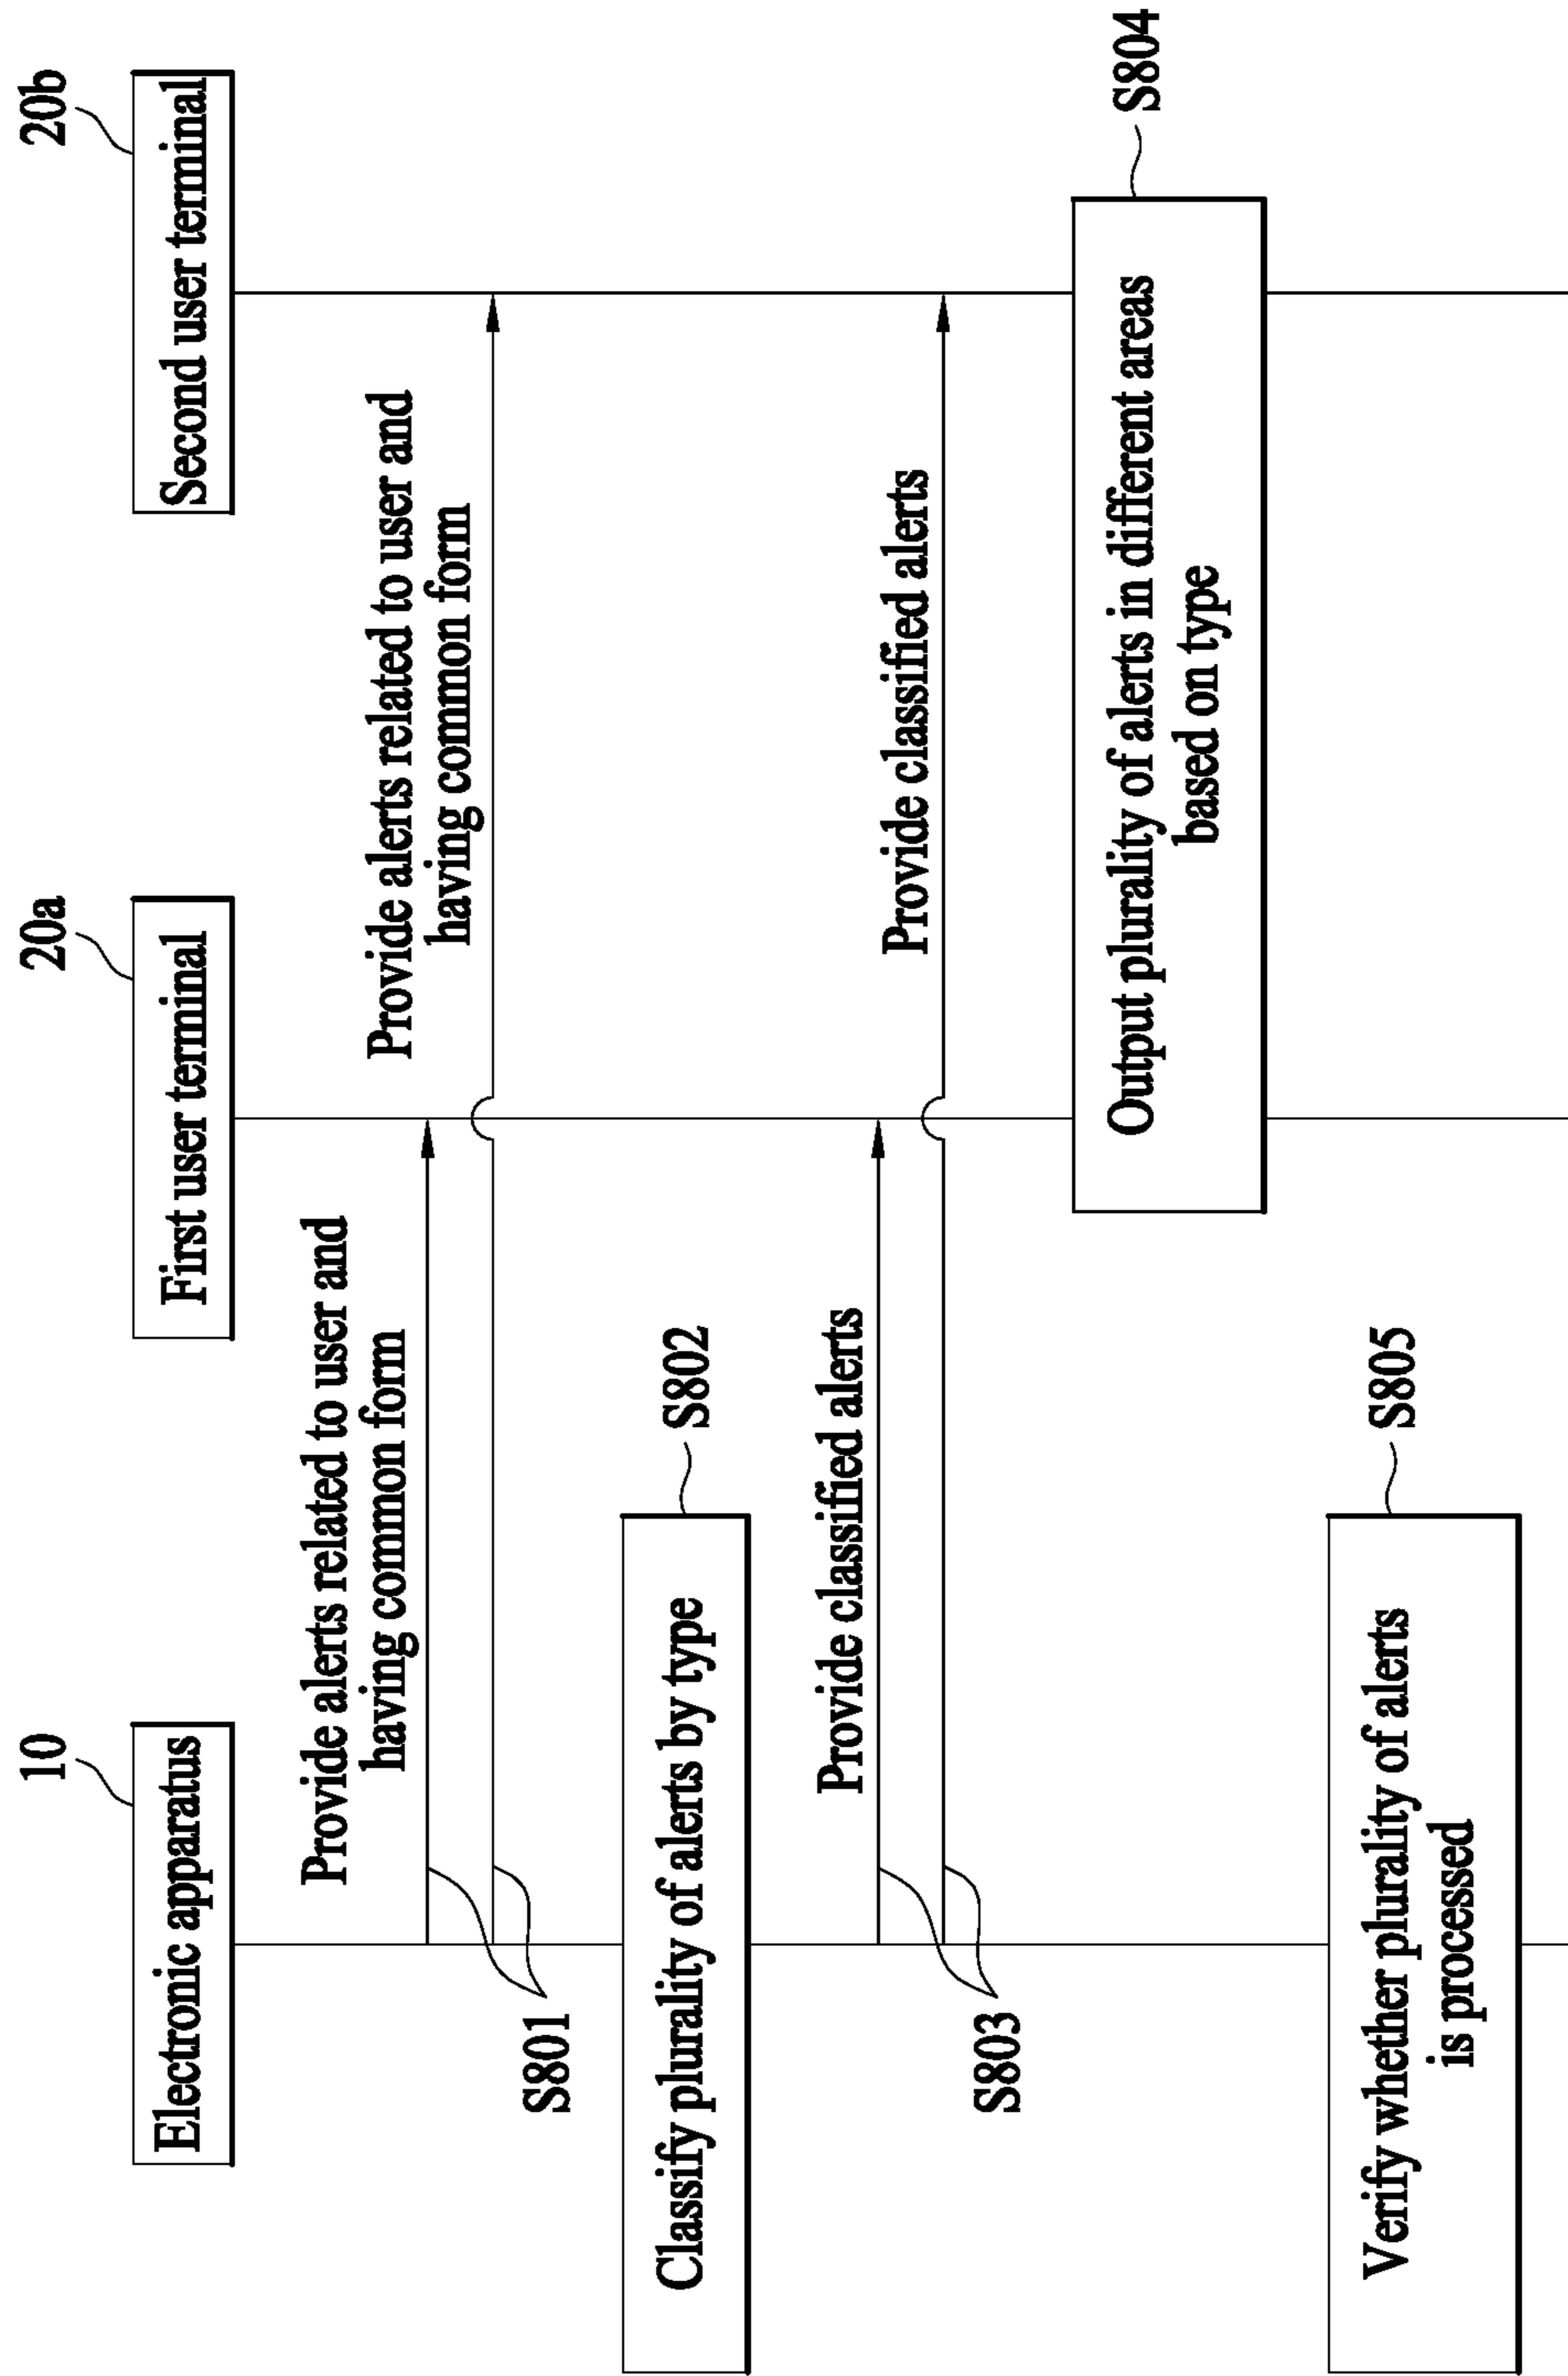 10
Electronic apparatus
20a
First user terminal
20b
Second user terminal
Provide alerts related to user and
having common form
Provide alerts related to user and
having common form
S801
Classify plurality of alerts by type
S802
Provide classified alerts
Provide classified alerts
S803
Output plurality of alerts in different areas
based on type
S804
Verify whether plurality of alerts
is processed
S805